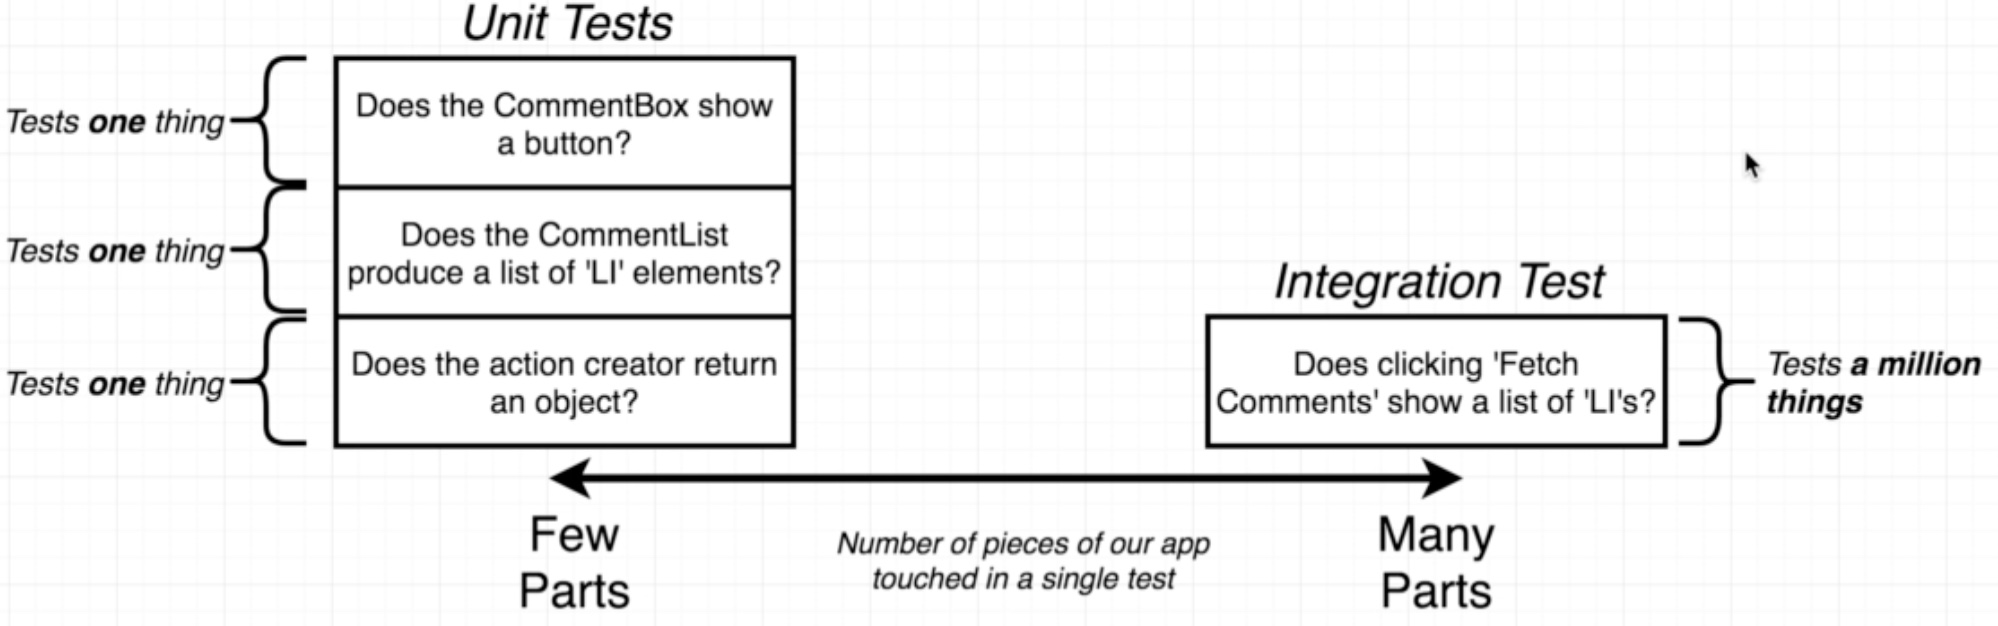 Unit Tests
Tests one thing
Does the CommentBox show
a button?
Tests one thing
Does the CommentList
produce a list of 'LI' elements?
Tests one thing
Does the action creator return
an object?
Integration Test
Does clicking 'Fetch
Comments' show a list of 'LI's?
Tests a million
things
Few
Parts
Number of pieces of our app
touched in a single test
Many
Parts